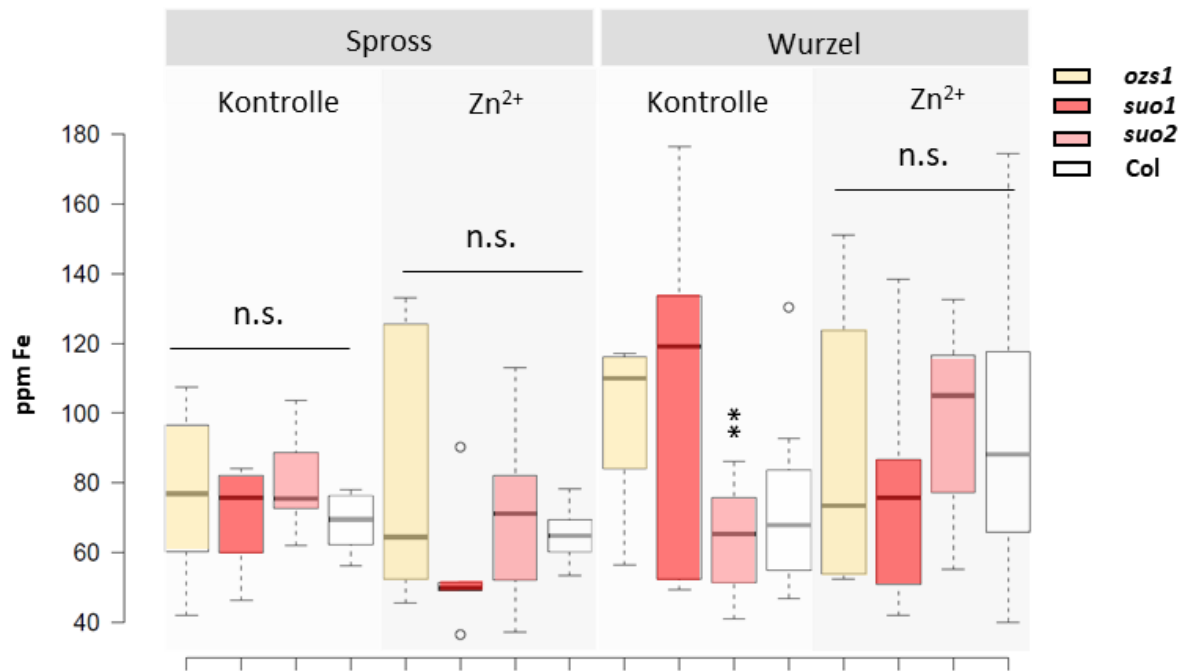 Spross
Wurzel
Kontrolle
Zn²⁺
Kontrolle
Zn²⁺
ozs1
suo1
suo2
Col
n.s.
n.s.
n.s.
**
ppm Fe
180
160
140
120
100
80
60
40